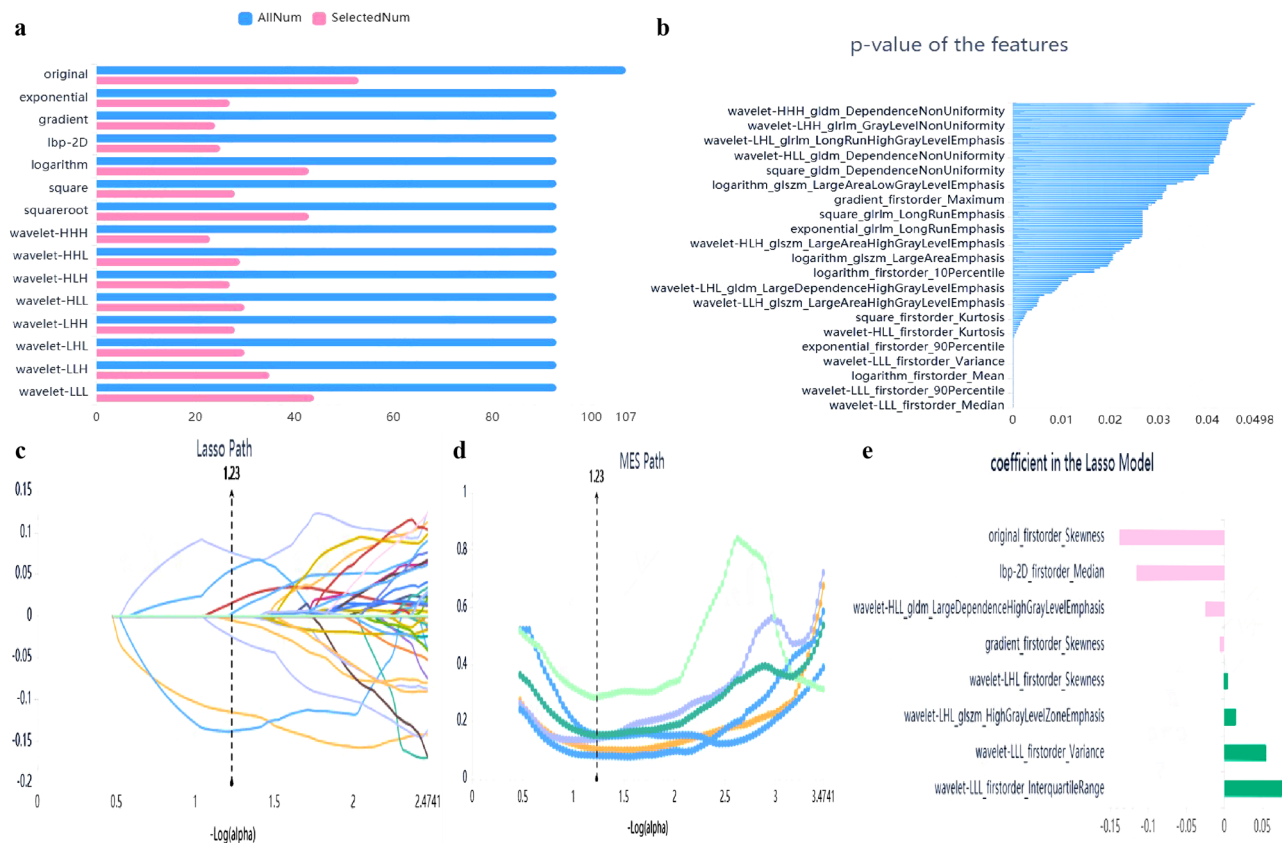 a
AllNum
SelectedNum
original
exponential
gradient
lbp-2D
logarithm
square
squareroot
wavelet-HHH
wavelet-HHL
wavelet-HLH
wavelet-HLL
wavelet-LHH
wavelet-LHL
wavelet-LLH
wavelet-LLL
0 20 40 60 80 100 107
b
p-value of the features
wavelet-HHH_gldm_DependenceNonUniformity
wavelet-LHH_glrlm_GrayLevelNonUniformity
wavelet-LHL_glrlm_LongRunHighGrayLevelEmphasis
wavelet-HLL_gldm_DependenceNonUniformity
square_gldm_DependenceNonUniformity
logarithm_glszm_LargeAreaLowGrayLevelEmphasis
gradient_firstorder_Maximum
square_glrlm_LongRunEmphasis
exponential_glrlm_LongRunEmphasis
wavelet-HLH_glszm_LargeAreaHighGrayLevelEmphasis
logarithm_glszm_LargeAreaEmphasis
logarithm_firstorder_10Percentile
wavelet-LHL_gldm_LargeDependenceHighGrayLevelEmphasis
wavelet-LLH_glszm_LargeAreaHighGrayLevelEmphasis
square_firstorder_Kurtosis
wavelet-HLL_firstorder_Kurtosis
exponential_firstorder_90Percentile
wavelet-LLL_firstorder_Variance
logarithm_firstorder_Mean
wavelet-LLL_firstorder_90Percentile
wavelet-LLL_firstorder_Median
0 0.01 0.02 0.03 0.04 0.0498
c
Lasso Path
1.23
0.15
0.1
0.05
0
-0.05
-0.1
-0.15
-0.2
0 0.5 1 1.5 2 2.4741
-Log(alpha)
d
MES Path
1.23
1
0.8
0.6
0.4
0.2
0
0 0.5 1 1.5 2 2.5 3 3.4741
-Log(alpha)
e
coefficient in the Lasso Model
original_firstorder_Skewness
lbp-2D_firstorder_Median
wavelet-HLL_gldm_LargeDependenceHighGrayLevelEmphasis
gradient_firstorder_Skewness
wavelet-LHL_firstorder_Skewness
wavelet-LHL_glszm_HighGrayLevelZoneEmphasis
wavelet-LLL_firstorder_Variance
wavelet-LLL_firstorder_InterquartileRange
-0.15 -0.1 -0.05 0 0.05